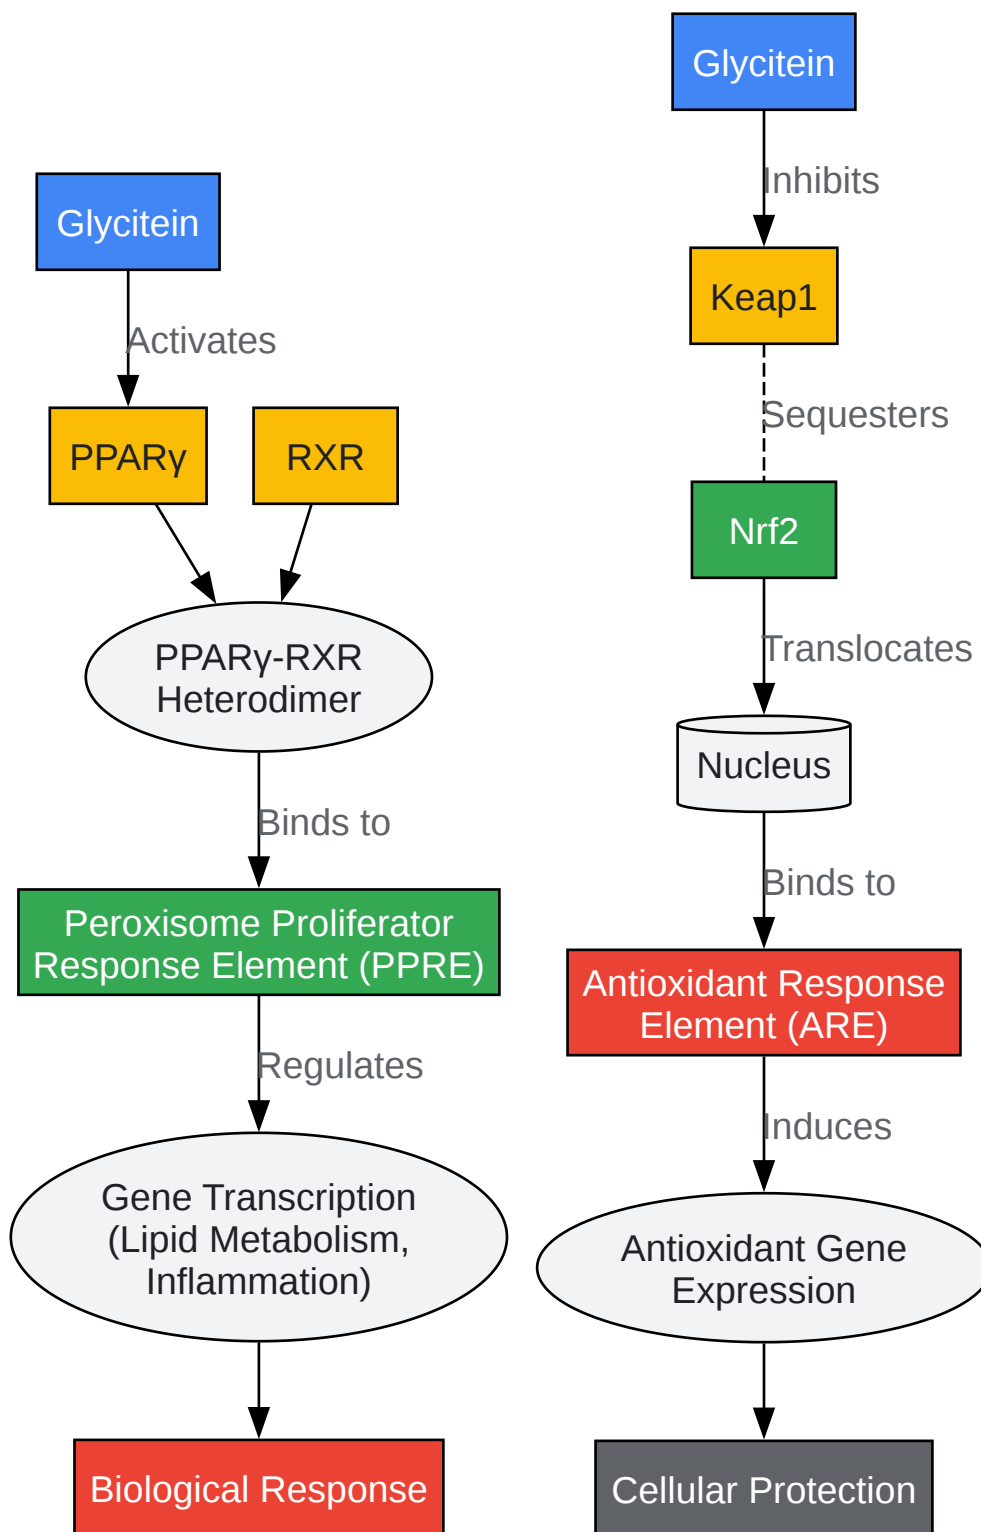 Glycitein
Activates
PPARγ
RXR
PPARγ-RXR
Heterodimer
Binds to
Peroxisome Proliferator
Response Element (PPRE)
Regulates
Gene Transcription
(Lipid Metabolism,
Inflammation)
Biological Response
Glycitein
Inhibits
Keap1
Sequesters
Nrf2
Translocates
Nucleus
Binds to
Antioxidant Response
Element (ARE)
Induces
Antioxidant Gene
Expression
Cellular Protection